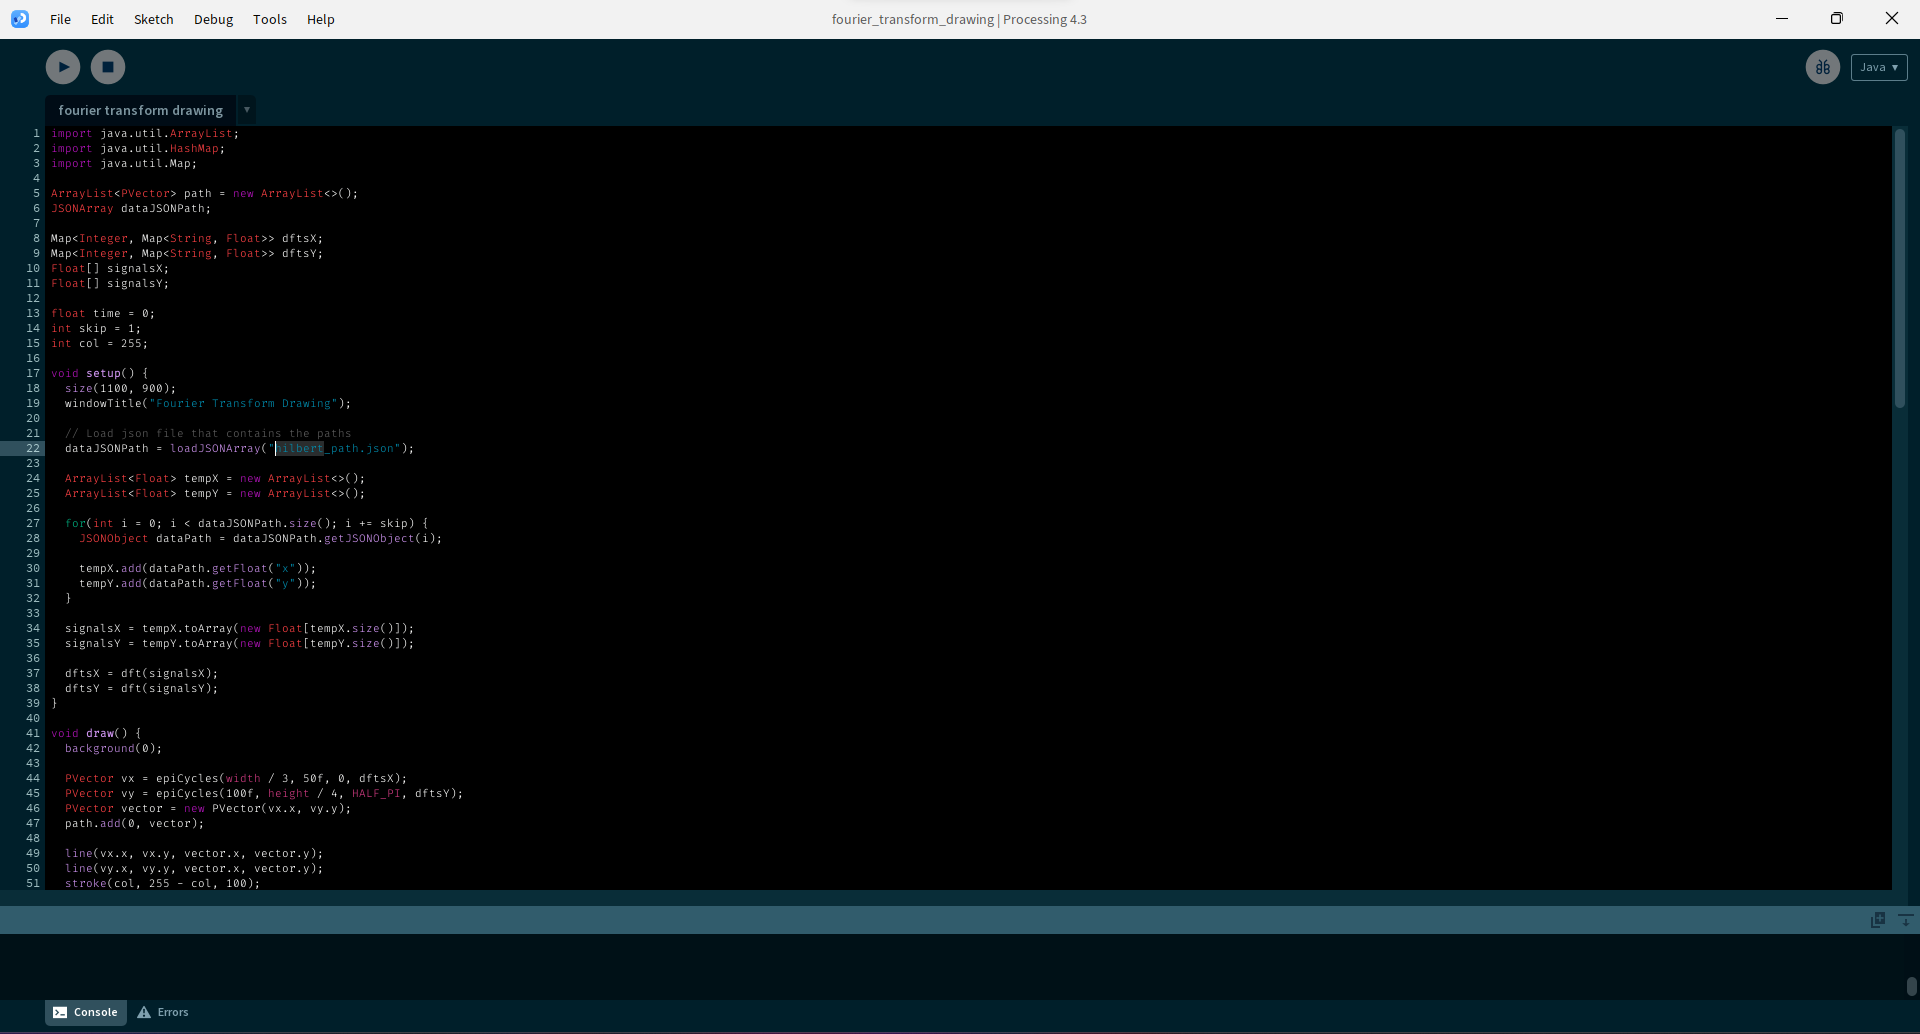 File Edit Sketch Debug Tools Help
fourier_transform_drawing | Processing 4.3
Java ▾
fourier transform drawing ▾
1 import java.util.ArrayList;
2 import java.util.HashMap;
3 import java.util.Map;
4
5 ArrayList<PVector> path = new ArrayList<>();
6 JSONArray dataJSONPath;
7
8 Map<Integer, Map<String, Float>> dftsX;
9 Map<Integer, Map<String, Float>> dftsY;
10 Float[] signalsX;
11 Float[] signalsY;
12
13 float time = 0;
14 int skip = 1;
15 int col = 255;
16
17 void setup() {
18 size(1100, 900);
19 windowTitle("Fourier Transform Drawing");
20
21 // Load json file that contains the paths
22 dataJSONPath = loadJSONArray("hilbert_path.json");
23
24 ArrayList<Float> tempX = new ArrayList<>();
25 ArrayList<Float> tempY = new ArrayList<>();
26
27 for(int i = 0; i < dataJSONPath.size(); i += skip) {
28 JSONObject dataPath = dataJSONPath.getJSONObject(i);
29
30 tempX.add(dataPath.getFloat("x"));
31 tempY.add(dataPath.getFloat("y"));
32 }
33
34 signalsX = tempX.toArray(new Float[tempX.size()]);
35 signalsY = tempY.toArray(new Float[tempY.size()]);
36
37 dftsX = dft(signalsX);
38 dftsY = dft(signalsY);
39 }
40
41 void draw() {
42 background(0);
43
44 PVector vx = epiCycles(width / 3, 50f, 0, dftsX);
45 PVector vy = epiCycles(100f, height / 4, HALF_PI, dftsY);
46 PVector vector = new PVector(vx.x, vy.y);
47 path.add(0, vector);
48
49 line(vx.x, vx.y, vector.x, vector.y);
50 line(vy.x, vy.y, vector.x, vector.y);
51 stroke(col, 255 - col, 100);
Console Errors